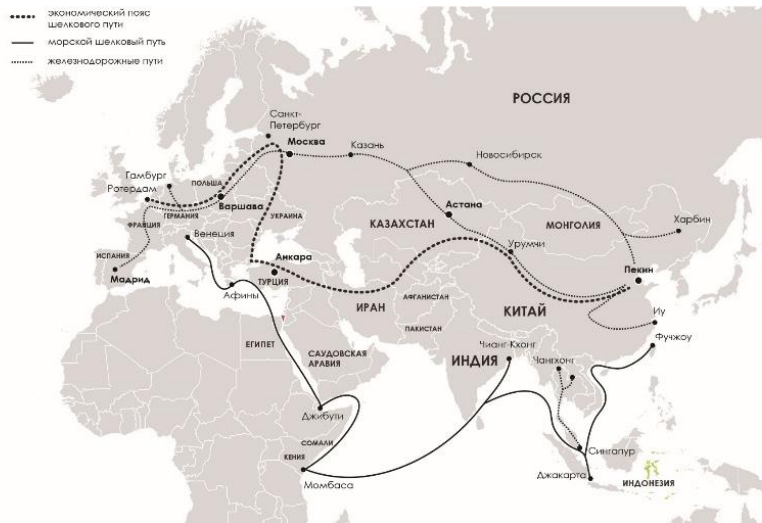 экономический пояс
шелкового пути
морской шелковый путь
железнодорожные пути
РОССИЯ
Санкт-
Петербург
Москва
Казань
Новосибирск
Гамбург
Ротердам
ПОЛЬША
Варшава
ГЕРМАНИЯ
ФРАНЦИЯ
УКРАИНА
Астана
КАЗАХСТАН
МОНГОЛИЯ
Харбин
Венеция
ИСПАНИЯ
Мадрид
Анкара
ТУРЦИЯ
Урумчи
Пекин
Афины
ИРАН
АФГАНИСТАН
КИТАЙ
ПАКИСТАН
Иу
Фучжоу
ЕГИПЕТ
САУДОВСКАЯ
АРАВИЯ
ИНДИЯ
Чианг-Кхонг
Чангхонг
Джибути
СОМАЛИ
КЕНИЯ
Момбаса
Сингапур
Джакарта
ИНДОНЕЗИЯ